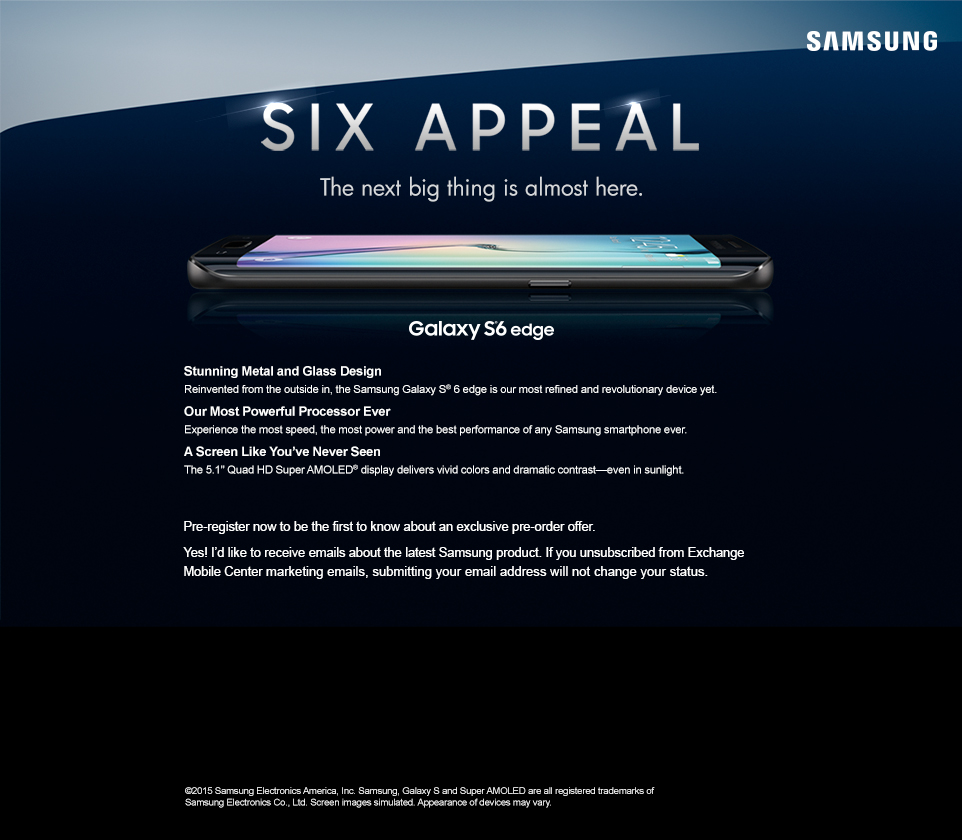 SAMSUNG
SIX APPEAL
The next big thing is almost here.
Galaxy S6 edge
Stunning Metal and Glass Design
Reinvented from the outside in, the Samsung Galaxy S® 6 edge is our most refined and revolutionary device yet.
Our Most Powerful Processor Ever
Experience the most speed, the most power and the best performance of any Samsung smartphone ever.
A Screen Like You’ve Never Seen
The 5.1" Quad HD Super AMOLED® display delivers vivid colors and dramatic contrast—even in sunlight.
Pre-register now to be the first to know about an exclusive pre-order offer.
Yes! I’d like to receive emails about the latest Samsung product. If you unsubscribed from Exchange
Mobile Center marketing emails, submitting your email address will not change your status.
©2015 Samsung Electronics America, Inc. Samsung, Galaxy S and Super AMOLED are all registered trademarks of
Samsung Electronics Co., Ltd. Screen images simulated. Appearance of devices may vary.